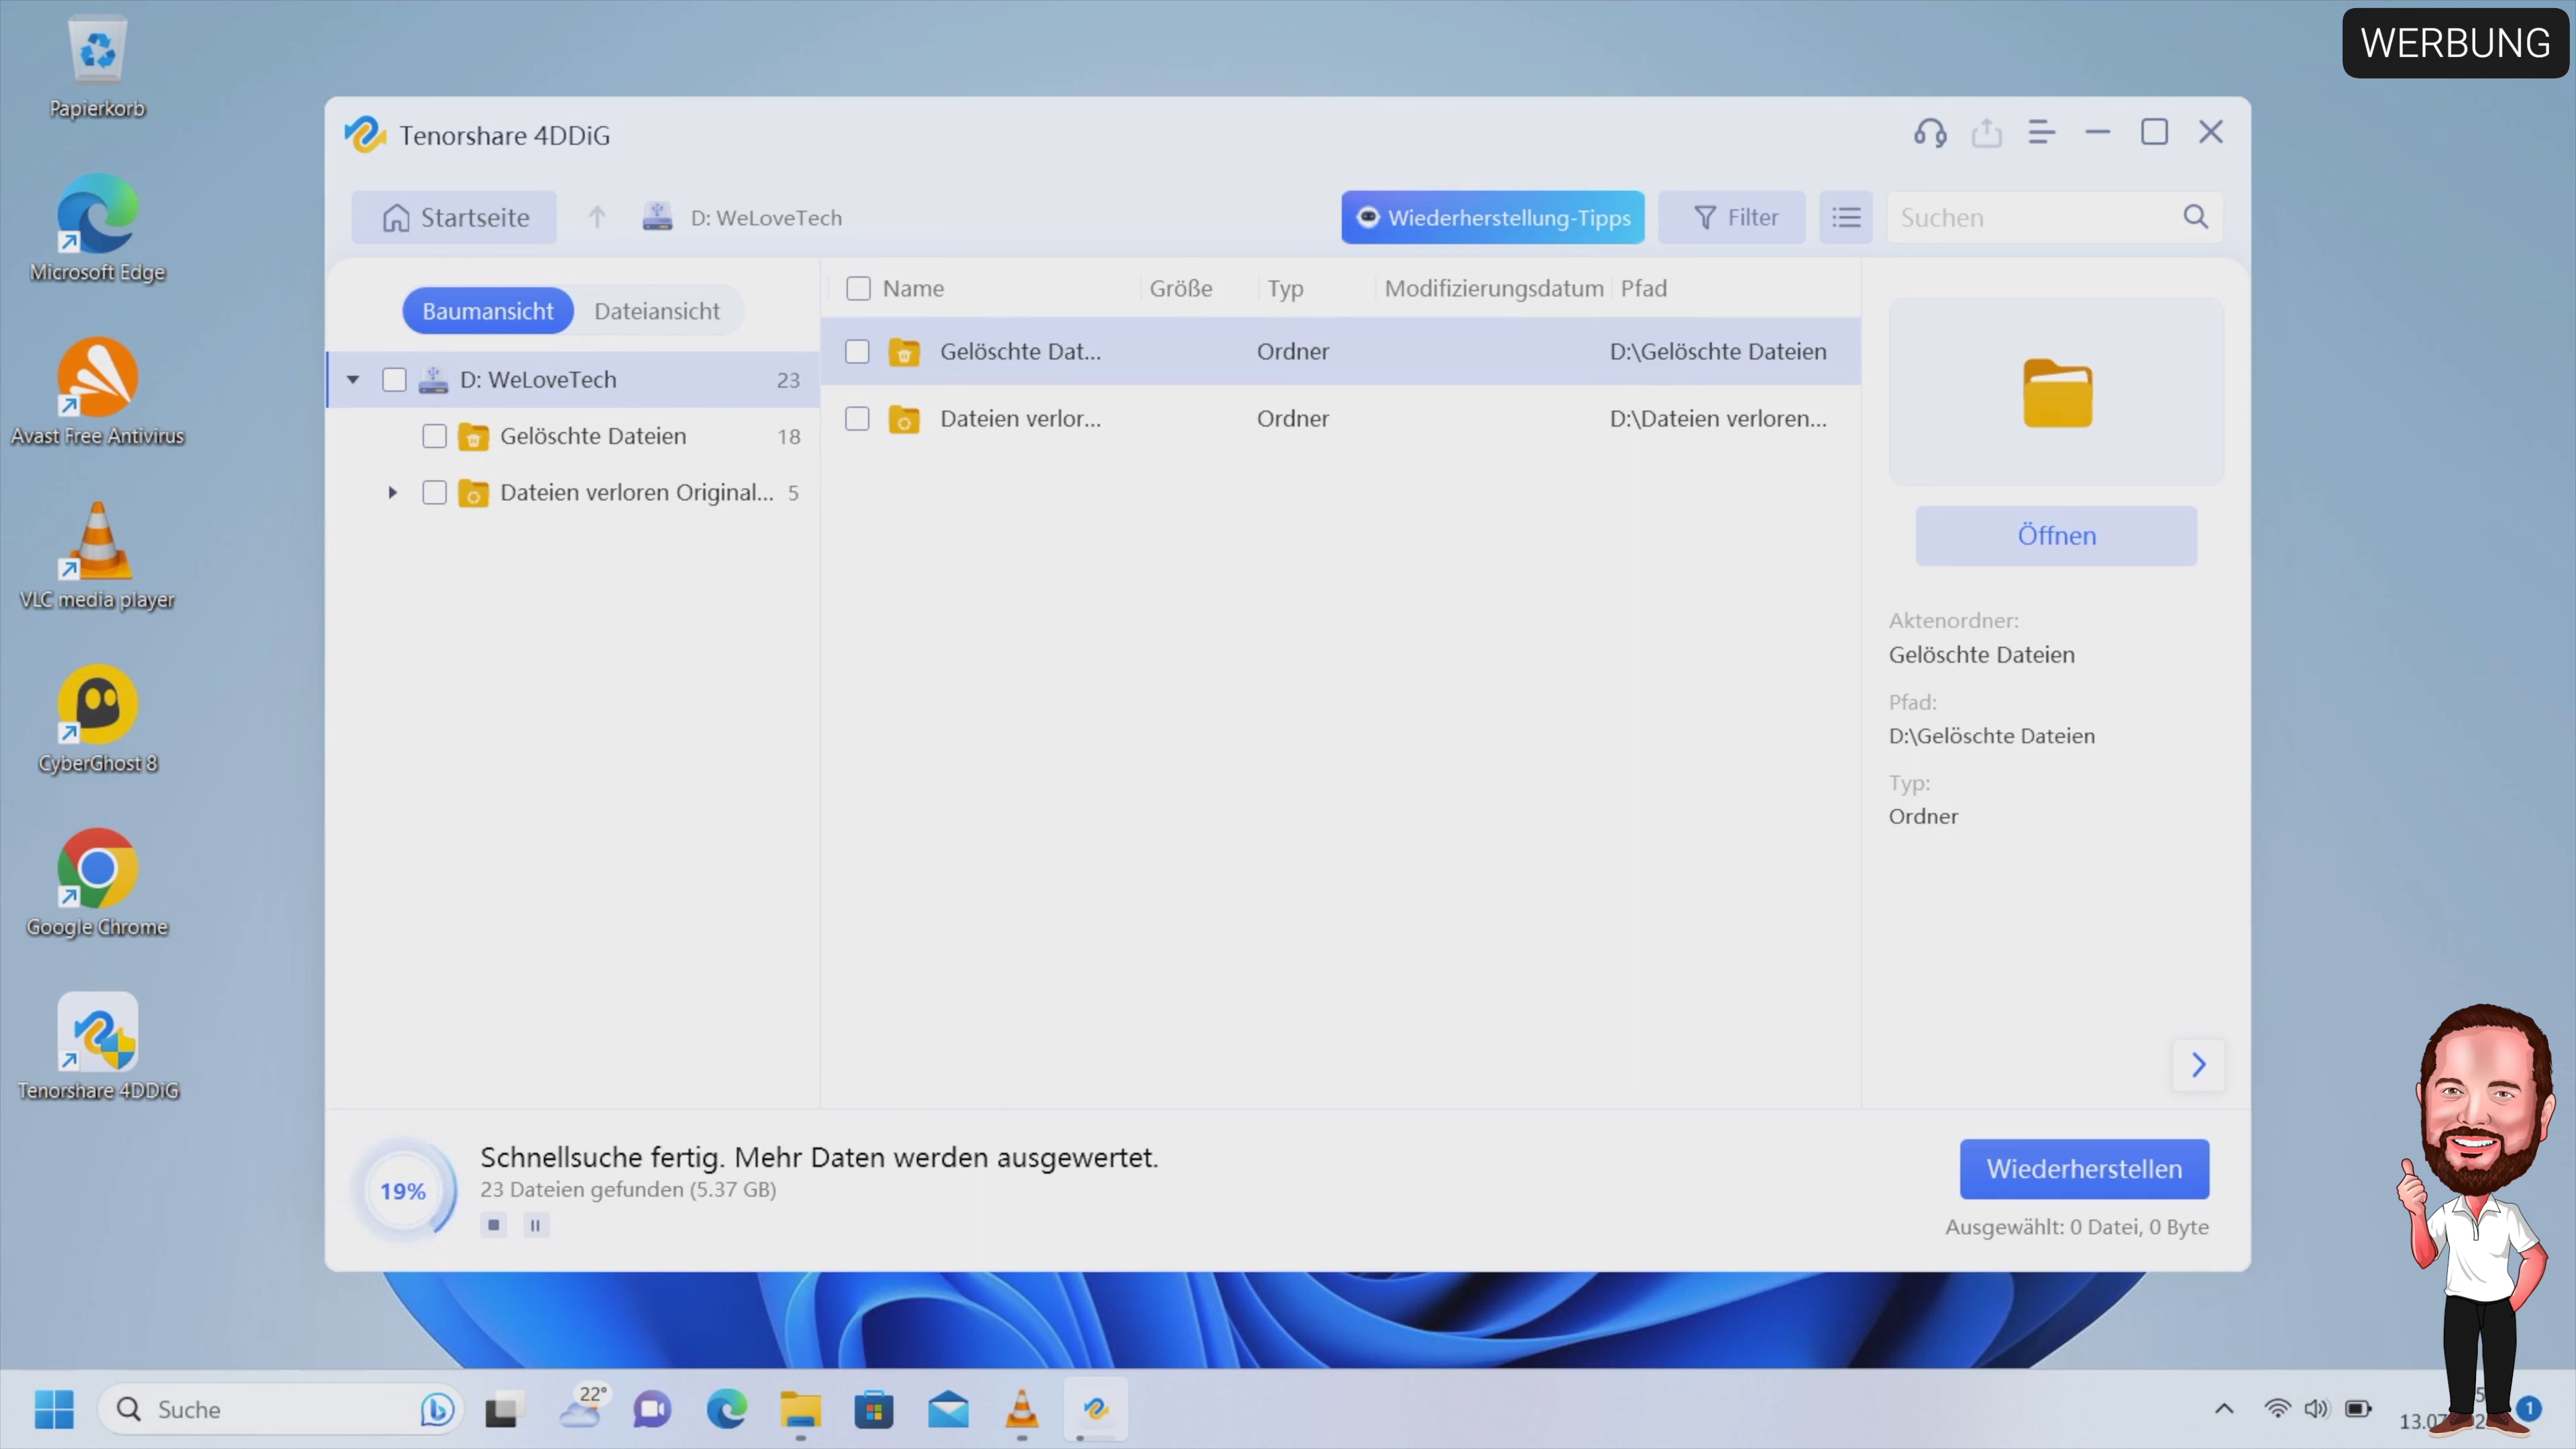 WERBUNG
Papierkorb
Microsoft Edge
Avast Free Antivirus
VLC media player
CyberGhost 8
Google Chrome
Tenorshare 4DDiG
Tenorshare 4DDiG
Startseite
D: WeLoveTech
Wiederherstellung-Tipps
Filter
Suchen
Baumansicht Dateiansicht
D: WeLoveTech 23
Gelöschte Dateien 18
Dateien verloren Original... 5
Name Größe Typ Modifizierungsdatum Pfad
Gelöschte Dat... Ordner D:\Gelöschte Dateien
Dateien verlor... Ordner D:\Dateien verloren...
Öffnen
Aktenordner:
Gelöschte Dateien
Pfad:
D:\Gelöschte Dateien
Typ:
Ordner
19%
Schnellsuche fertig. Mehr Daten werden ausgewertet.
23 Dateien gefunden (5.37 GB)
Wiederherstellen
Ausgewählt: 0 Datei, 0 Byte
Suche
22°
1